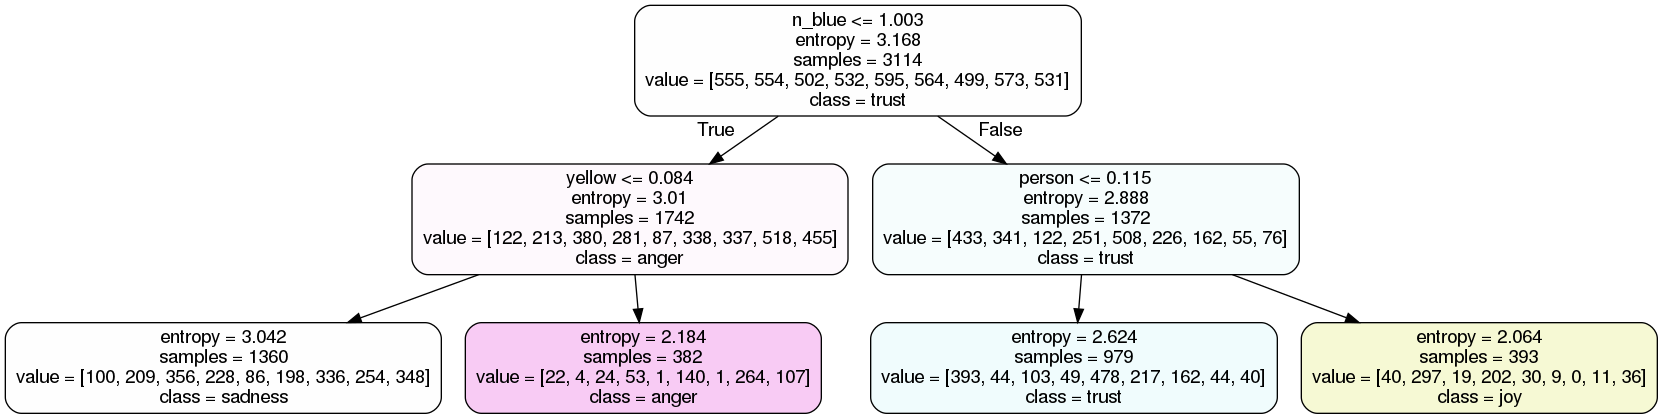 n_blue <= 1.003
entropy = 3.168
samples = 3114
value = [555, 554, 502, 532, 595, 564, 499, 573, 531]
class = trust
True
False
yellow <= 0.084
entropy = 3.01
samples = 1742
value = [122, 213, 380, 281, 87, 338, 337, 518, 455]
class = anger
person <= 0.115
entropy = 2.888
samples = 1372
value = [433, 341, 122, 251, 508, 226, 162, 55, 76]
class = trust
entropy = 3.042
samples = 1360
value = [100, 209, 356, 228, 86, 198, 336, 254, 348]
class = sadness
entropy = 2.184
samples = 382
value = [22, 4, 24, 53, 1, 140, 1, 264, 107]
class = anger
entropy = 2.624
samples = 979
value = [393, 44, 103, 49, 478, 217, 162, 44, 40]
class = trust
entropy = 2.064
samples = 393
value = [40, 297, 19, 202, 30, 9, 0, 11, 36]
class = joy